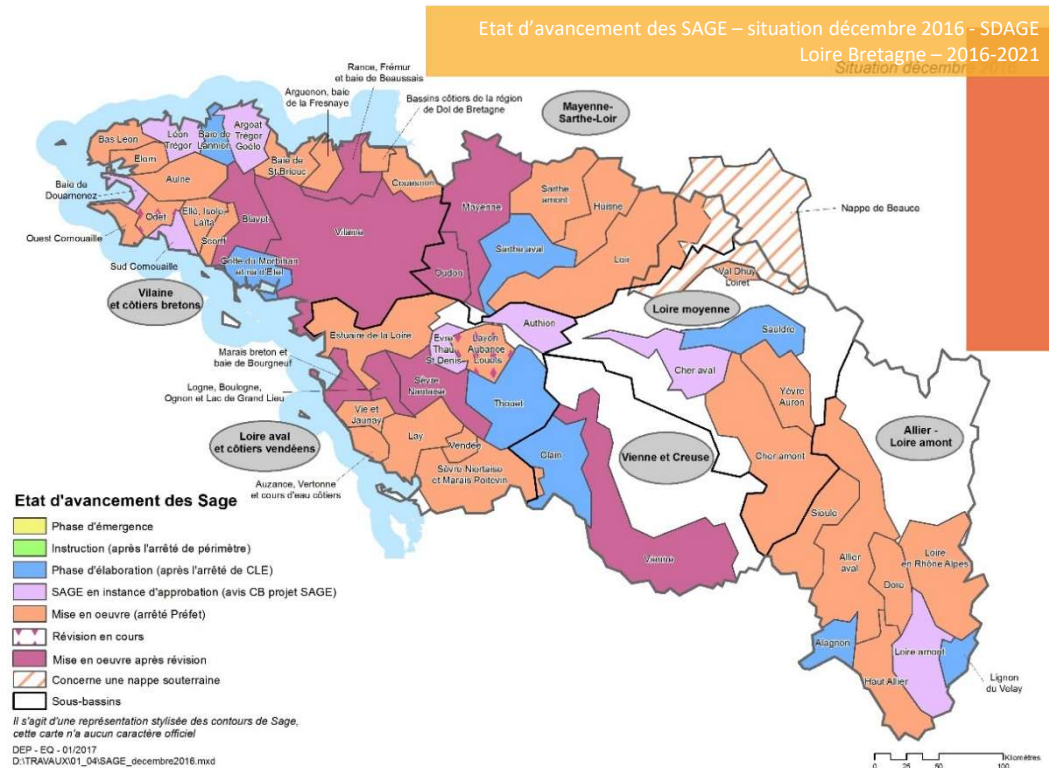 Etat d'avancement des SAGE – situation décembre 2016 - SDAGE
Loire Bretagne – 2016-2021
Situation décembre 2016
Rance, Frémur
et baie de Beaussais
Arguenon, baie
de la Fresnaye
Bassins côtiers de la région
de Dol de Bretagne
Mayenne-
Sarthe-Loir
Bas Léon
Léon
Trégor
Baie de
Lannion
Argoat
Trégor
Goëlo
Elorn
Baie de
St-Brieuc
Aulne
Couesnon
Baie de
Douarnenez
Mayenne
Sarthe
amont
Huisne
Nappe de Beauce
Odet
Ellé, Isole
Laïta
Blavet
Vilaine
Ouest Cornouaille
Scorff
Sarthe aval
Loir
Oudon
Sud Cornouaille
Golfe du Morbihan
et ria d'Etel
Val Dhuy
Loiret
Vilaine
et côtiers bretons
Loire moyenne
Estuaire de la Loire
Authion
Sauldre
Evre
Thau
St Denis
Layon
Aubance
Louets
Marais breton et
baie de Bourgneuf
Cher aval
Logne, Boulogne,
Ognon et Lac de Grand Lieu
Sèvre
Nantaise
Yèvre
Auron
Vie et
Jaunay
Thouet
Loire aval
et côtiers vendéens
Lay
Vendée
Clain
Vienne et Creuse
Allier -
Loire amont
Cher amont
Auzance, Vertonne
et cours d'eau côtiers
Sèvre Niortaise
et Marais Poitevin
Sioule
Vienne
Allier
aval
Loire
en Rhône Alpes
Dore
Alagnon
Loire amont
Haut Allier
Lignon
du Velay
Etat d'avancement des Sage
Phase d'émergence
Instruction (après l'arrêté de périmètre)
Phase d'élaboration (après l'arrêté de CLE)
SAGE en instance d'approbation (avis CB projet SAGE)
Mise en oeuvre (arrêté Préfet)
Révision en cours
Mise en oeuvre après révision
Concerne une nappe souterraine
Sous-bassins
Il s'agit d'une représentation stylisée des contours de Sage,
cette carte n'a aucun caractère officiel
DEP - EQ - 01/2017
D:\TRAVAUX\01_04\SAGE_decembre2016.mxd
Kilomètres
0 25 50 100